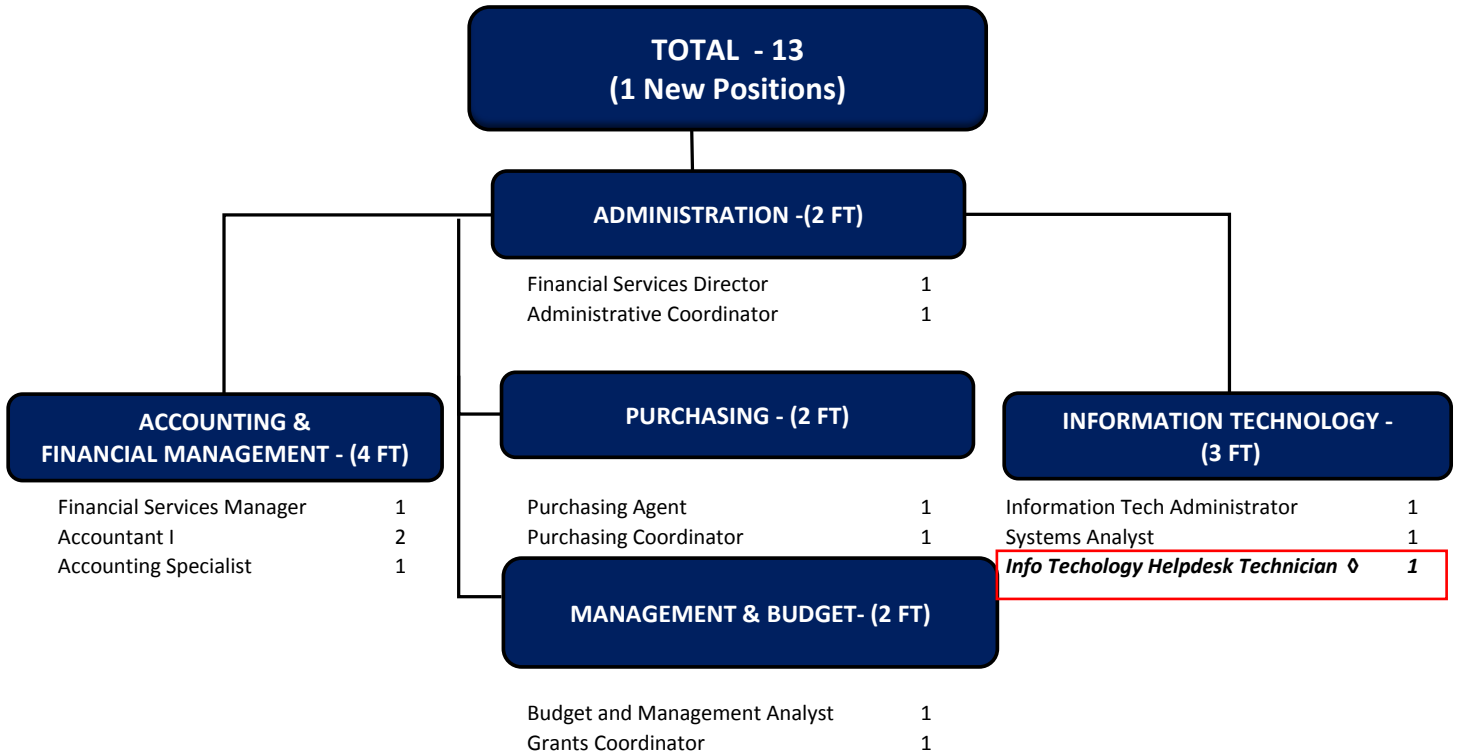 TOTAL - 13
(1 New Positions)
ADMINISTRATION -(2 FT)
Financial Services Director 1
Administrative Coordinator 1
ACCOUNTING &
FINANCIAL MANAGEMENT - (4 FT)
Financial Services Manager 1
Accountant I 2
Accounting Specialist 1
PURCHASING - (2 FT)
Purchasing Agent 1
Purchasing Coordinator 1
MANAGEMENT & BUDGET- (2 FT)
Budget and Management Analyst 1
Grants Coordinator 1
INFORMATION TECHNOLOGY -
(3 FT)
Information Tech Administrator 1
Systems Analyst 1
Info Techology Helpdesk Technician ◊ 1